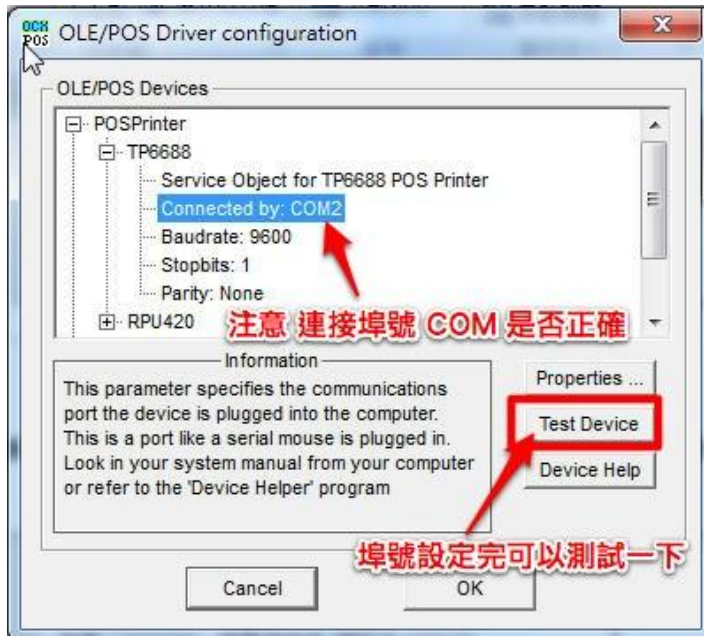 OCX
POS
OLE/POS Driver configuration
X
OLE/POS Devices
POSPrinter
TP6688
Service Object for TP6688 POS Printer
Connected by: COM2
Baudrate: 9600
Stopbits: 1
Parity: None
RPU420
注意 連接埠號 COM 是否正確
Information
This parameter specifies the communications
port the device is plugged into the computer.
This is a port like a serial mouse is plugged in.
Look in your system manual from your computer
or refer to the 'Device Helper' program
Properties ...
Test Device
Device Help
埠號設定完可以測試一下
Cancel
OK